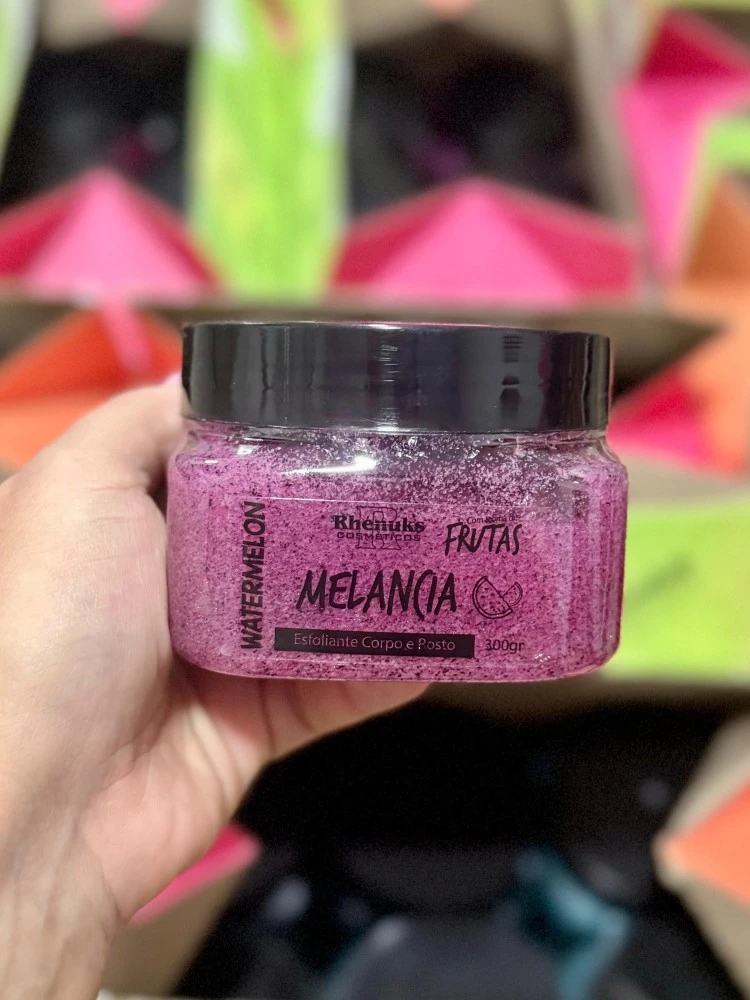 WATERMELON
Rhenuks
COSMÉTICOS
FRUTAS
MELANCIA
Esfoliante Corpo e Rosto
300gr